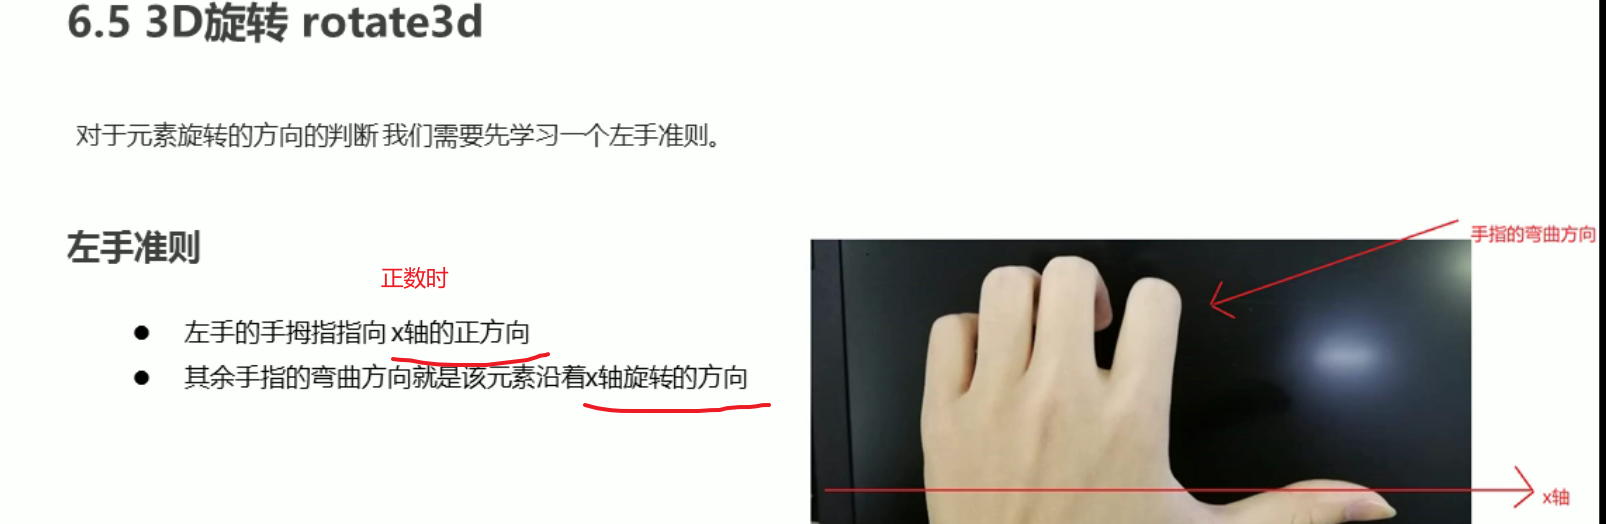 6.5 3D旋转 rotate3d
对于元素旋转的方向的判断 我们需要先学习一个左手准则。
左手准则
正数时
● 左手的手拇指指向 x轴的正方向
● 其余手指的弯曲方向就是该元素沿着x轴旋转的方向
手指的弯曲方向
x轴